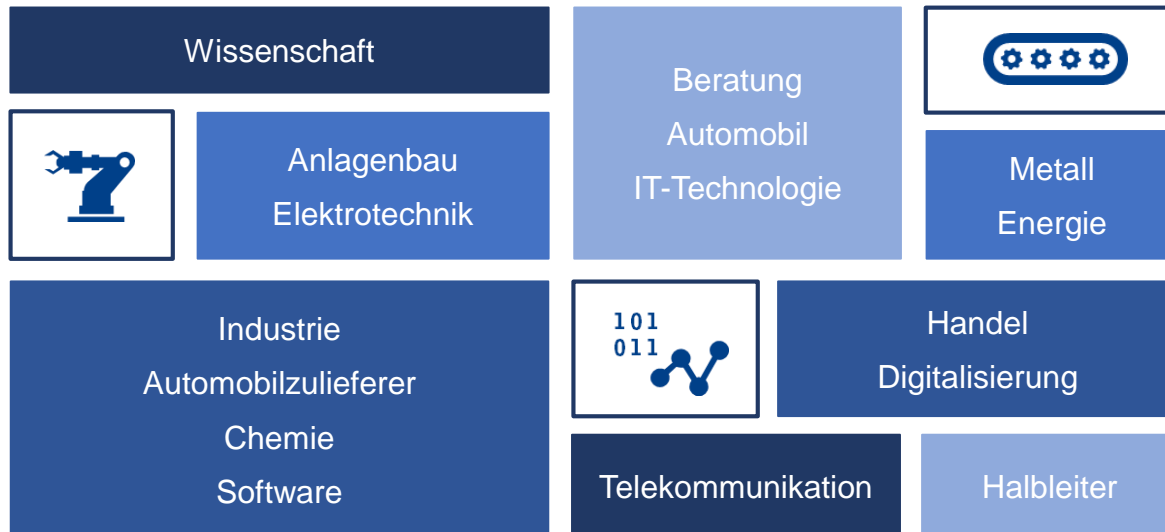 Wissenschaft
Anlagenbau
Elektrotechnik
Beratung
Automobil
IT-Technologie
Metall
Energie
Industrie
Automobilzulieferer
Chemie
Software
101
011
Handel
Digitalisierung
Telekommunikation
Halbleiter